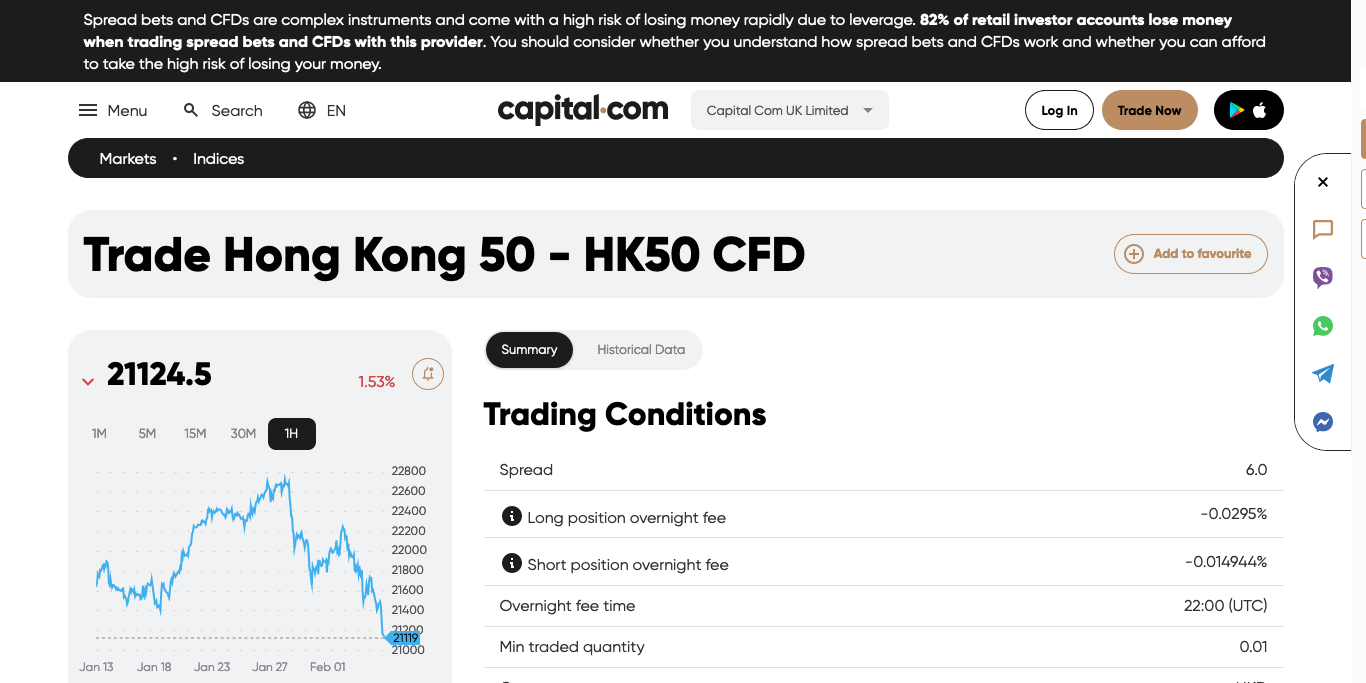 Spread bets and CFDs are complex instruments and come with a high risk of losing money rapidly due to leverage. 82% of retail investor accounts lose money
when trading spread bets and CFDs with this provider. You should consider whether you understand how spread bets and CFDs work and whether you can afford
to take the high risk of losing your money.
Menu
Search
EN
capital.com
Capital Com UK Limited
Log In
Trade Now
Markets • Indices
Trade Hong Kong 50 - HK50 CFD
Add to favourite
21124.5
1.53%
1M 5M 15M 30M 1H
22800
22600
22400
22200
22000
21800
21600
21400
21200
21119
21000
Jan 13 Jan 18 Jan 23 Jan 27 Feb 01
Summary
Historical Data
Trading Conditions
Spread 6.0
Long position overnight fee -0.0295%
Short position overnight fee -0.014944%
Overnight fee time 22:00 (UTC)
Min traded quantity 0.01